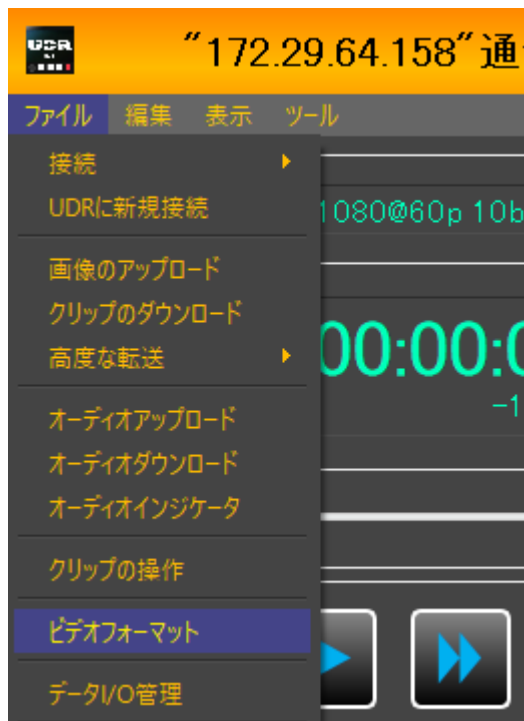 UDR
"172.29.64.158"通
ファイル 編集 表示 ツール
接続
UDRに新規接続
1080@60p 10b
画像のアップロード
クリップのダウンロード
高度な転送
00:00:0
-1
オーディオアップロード
オーディオダウンロード
オーディオインジケータ
クリップの操作
ビデオフォーマット
データI/O管理